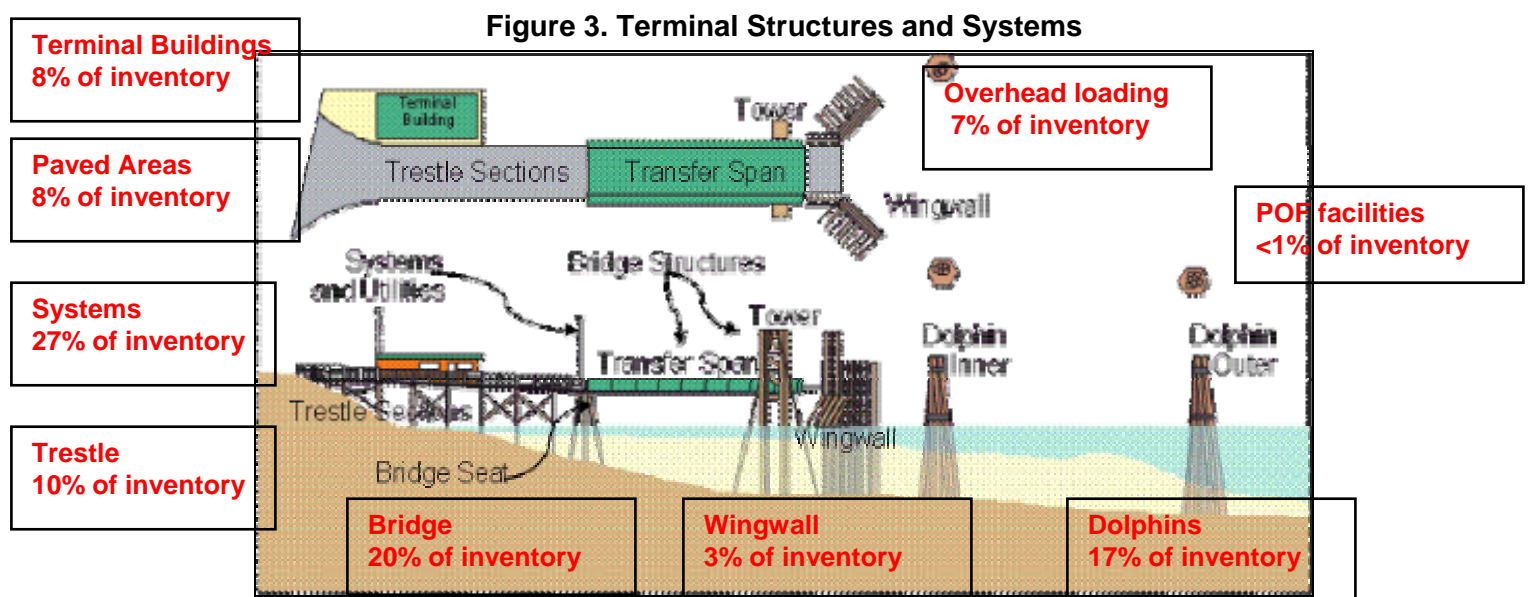 Figure 3. Terminal Structures and Systems
Terminal Buildings
8% of inventory
Overhead loading
7% of inventory
Terminal
Building
Tower
Paved Areas
8% of inventory
Trestle Sections
Transfer Span
Wingwall
POF facilities
<1% of inventory
Systems
and Utilities
Bridge Structures
Systems
27% of inventory
Tower
Transfer Span
Dolphin
Inner
Dolphin
Outer
Trestle Sections
Wingwall
Bridge Seat
Trestle
10% of inventory
Bridge
20% of inventory
Wingwall
3% of inventory
Dolphins
17% of inventory